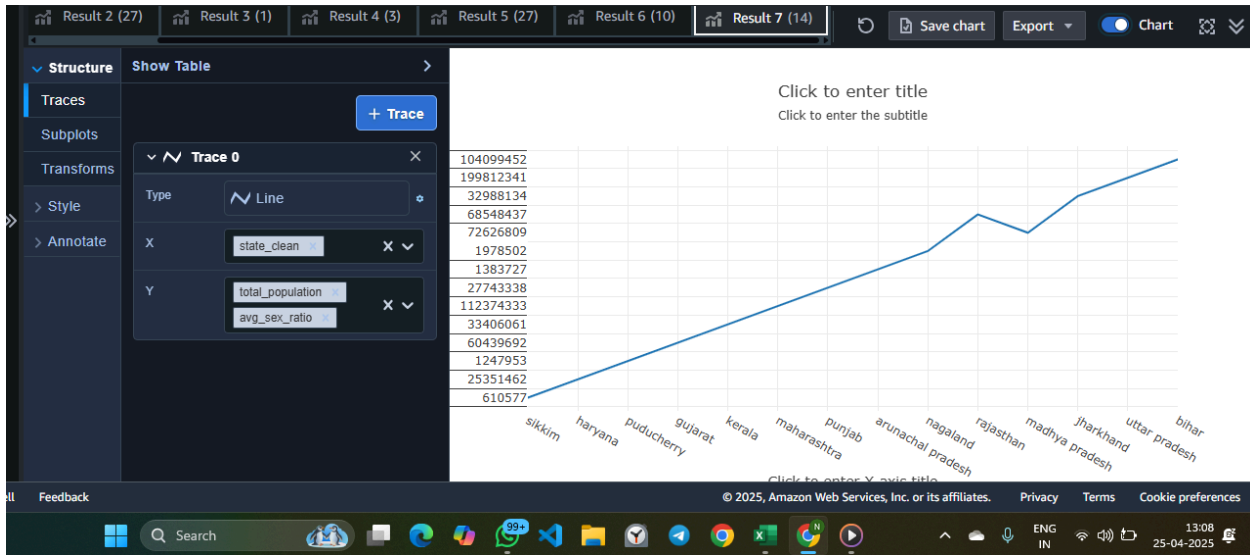 Result 2 (27)
Result 3 (1)
Result 4 (3)
Result 5 (27)
Result 6 (10)
Result 7 (14)
Save chart
Export
Chart
Structure
Traces
Subplots
Transforms
Style
Annotate
Show Table
+ Trace
Trace 0
Type
Line
X
state_clean
Y
total_population
avg_sex_ratio
Click to enter title
Click to enter the subtitle
104099452
199812341
32988134
68548437
72626809
1978502
1383727
27743338
112374333
33406061
60439692
1247953
25351462
610577
sikkim
haryana
puducherry
gujarat
kerala
maharashtra
punjab
arunachal pradesh
nagaland
rajasthan
madhya pradesh
jharkhand
uttar pradesh
bihar
Click to enter Y axis title
Feedback
© 2025, Amazon Web Services, Inc. or its affiliates.
Privacy
Terms
Cookie preferences
Search
99+
N
ENG
IN
13:08
25-04-2025